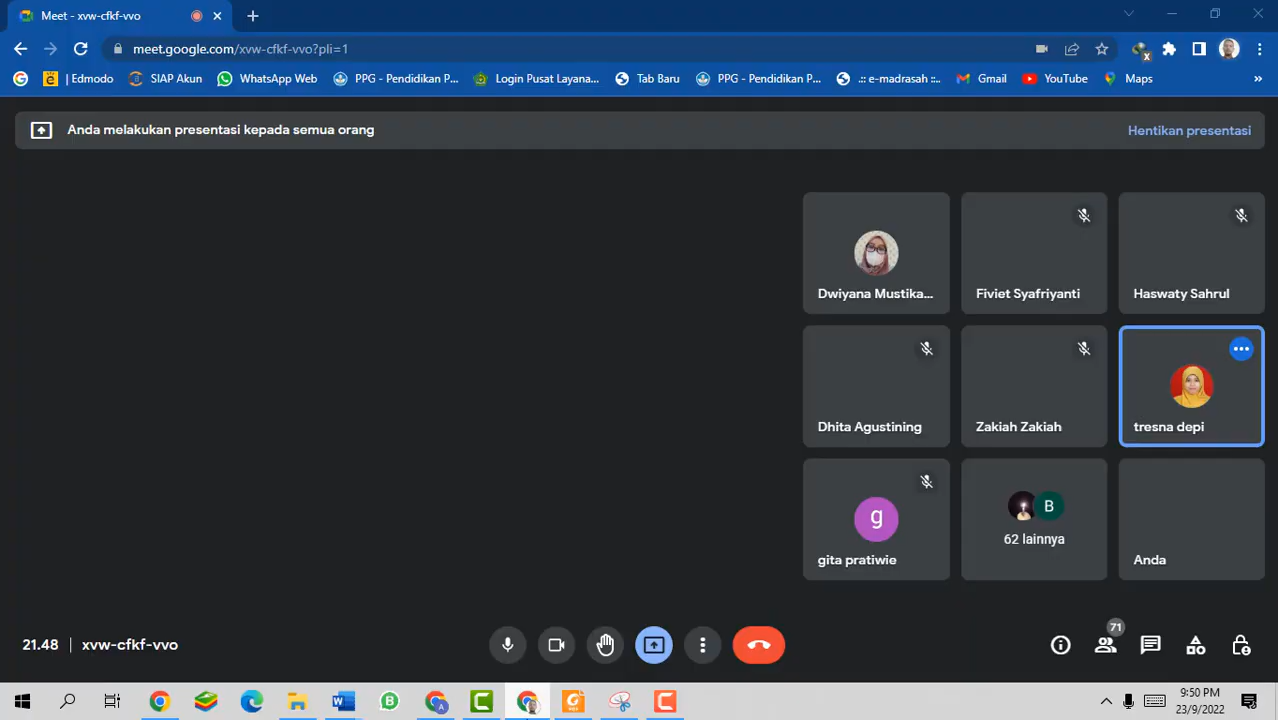 Meet - xvw-cfkf-vvo
meet.google.com/xvw-cfkf-vvo?pli=1
| Edmodo
SIAP Akun
WhatsApp Web
PPG - Pendidikan P...
Login Pusat Layana...
Tab Baru
PPG - Pendidikan P...
.:: e-madrasah ::.
Gmail
YouTube
Maps
»
Anda melakukan presentasi kepada semua orang
Hentikan presentasi
Dwiyana Mustika...
Fiviet Syafriyanti
Haswaty Sahrul
Dhita Agustining
Zakiah Zakiah
tresna depi
g
gita pratiwie
B
62 lainnya
Anda
21.48 | xvw-cfkf-vvo
71
9:50 PM
23/9/2022